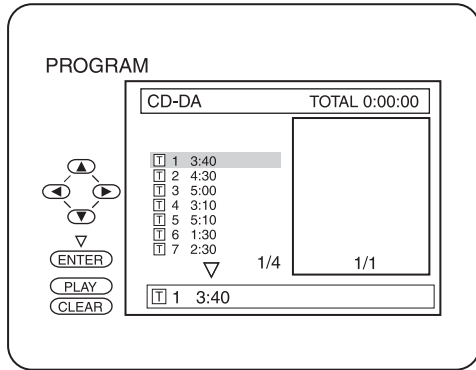 PROGRAM
CD-DA TOTAL 0:00:00
T 1 3:40
T 2 4:30
T 3 5:00
T 4 3:10
T 5 5:10
T 6 1:30
T 7 2:30
1/4
1/1
T 1 3:40
ENTER
PLAY
CLEAR